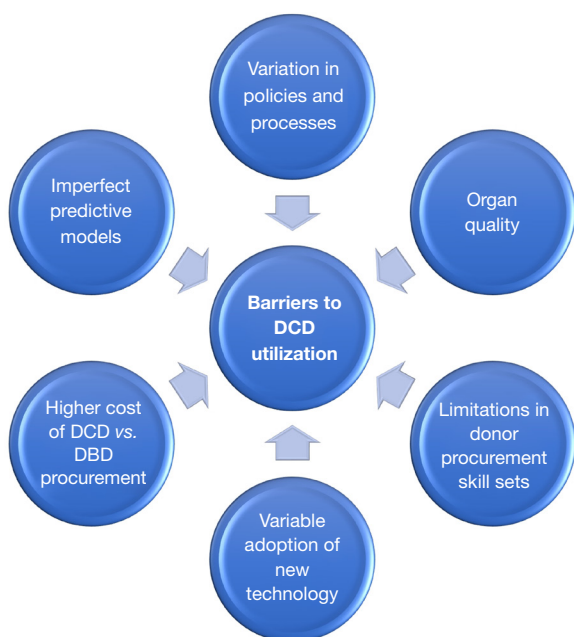 Variation in
policies and
processes
Imperfect
predictive
models
Organ
quality
Barriers to
DCD
utilization
Higher cost
of DCD vs.
DBD
procurement
Limitations in
donor
procurement
skill sets
Variable
adoption of
new
technology